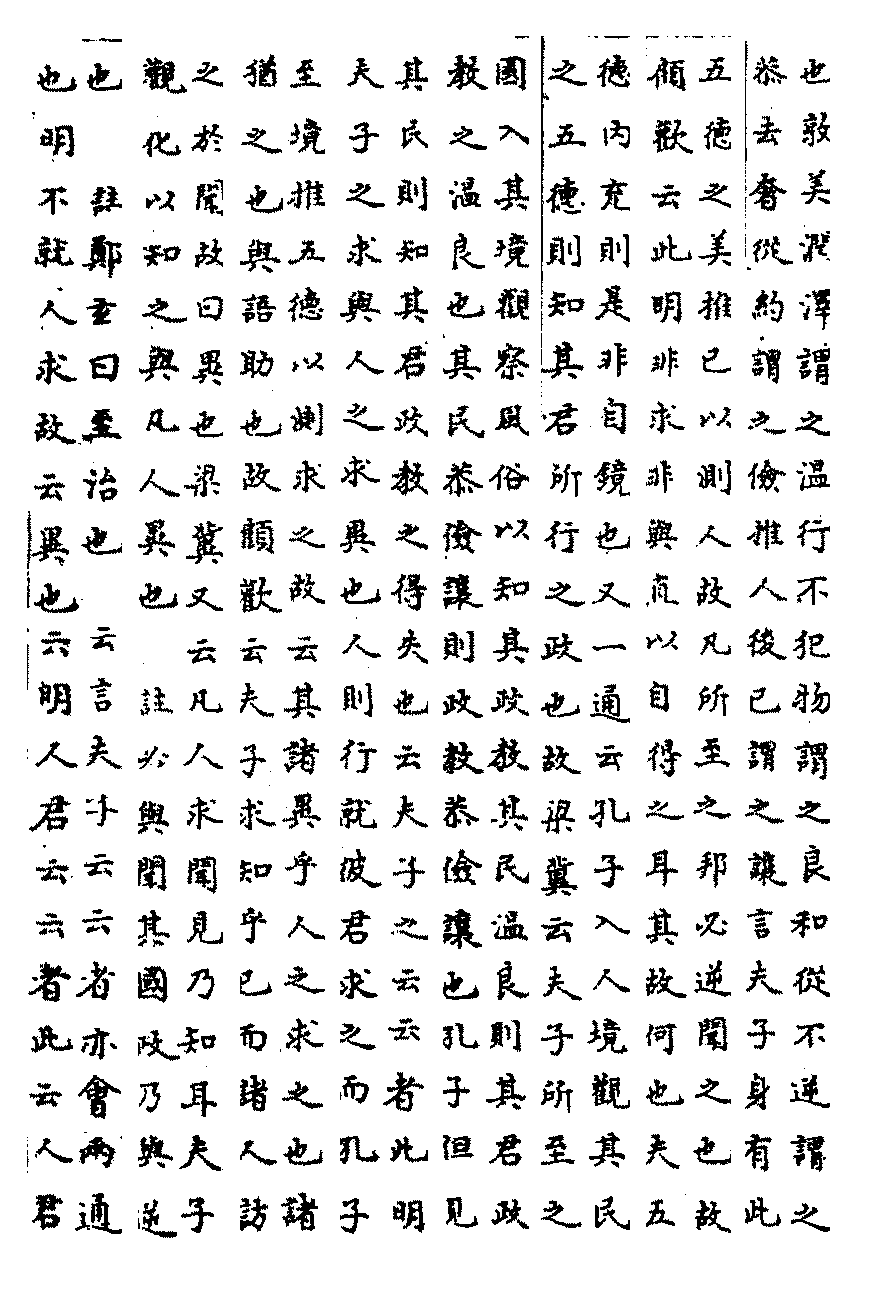 也敦美潤澤謂之温行不犯物謂之良和從不逆謂之
恭去奢從約謂之儉推人後已謂之讓言夫子身有此
五德之美推已以測人故凡所至之邦必逆聞之也故
顧歡云此明非求非與直以自得之耳其故何也夫五
德內充則是非自鏡也又一通云孔子入人境觀其民
之五德則知其君所行之政也故梁冀云夫子所至之
國入其境觀察風俗以知其政教其民温良則其君政
教之温良也其民恭儉讓則政教恭儉讓也孔子但見
其民則知其君政教之得失也云夫子之云云者此明
夫子之求與人之求異也人則行就彼君求之而孔子
至境推五德以測求之故云其諸異乎人之求之也諸
猶之也與語助也故顧歡云夫子求知乎已而諸人訪
之於聞故曰異也梁冀又云凡人求聞見乃知耳夫子
觀化以知之與凡人異也 註必與聞其國政乃與逆
也 註鄭玄曰至治也 云言夫子云云者亦會兩通
也明不就人求故云異也云明人君云云者此云人君